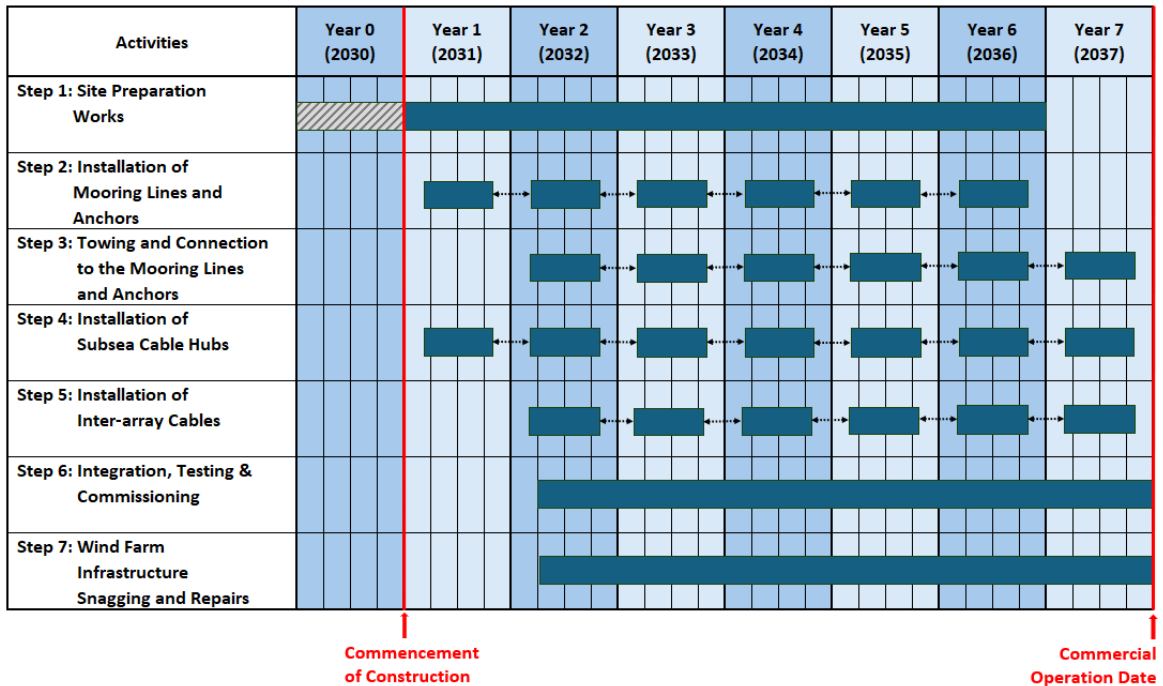 Activities
Year 0
(2030)
Year 1
(2031)
Year 2
(2032)
Year 3
(2033)
Year 4
(2034)
Year 5
(2035)
Year 6
(2036)
Year 7
(2037)
Step 1: Site Preparation
Works
Step 2: Installation of
Mooring Lines and
Anchors
Step 3: Towing and Connection
to the Mooring Lines
and Anchors
Step 4: Installation of
Subsea Cable Hubs
Step 5: Installation of
Inter-array Cables
Step 6: Integration, Testing &
Commissioning
Step 7: Wind Farm
Infrastructure
Snagging and Repairs
Commencement
of Construction
Commercial
Operation Date